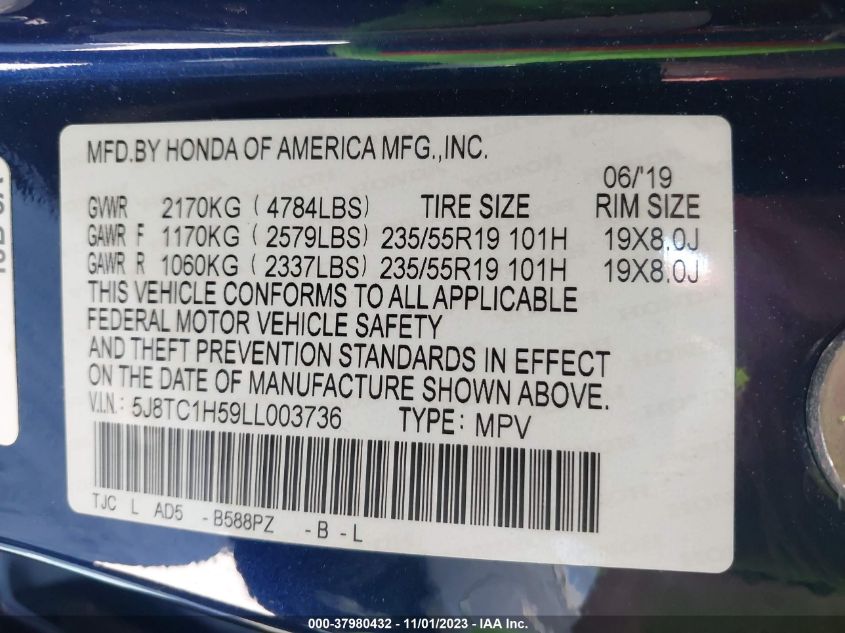 MFD.BY HONDA OF AMERICA MFG.,INC.
06/'19
GVWR 2170KG ( 4784LBS) TIRE SIZE RIM SIZE
GAWR F 1170KG ( 2579LBS) 235/55R19 101H 19X8.0J
GAWR R 1060KG ( 2337LBS) 235/55R19 101H 19X8.0J
THIS VEHICLE CONFORMS TO ALL APPLICABLE
FEDERAL MOTOR VEHICLE SAFETY
AND THEFT PREVENTION STANDARDS IN EFFECT
ON THE DATE OF MANUFACTURE SHOWN ABOVE.
V.I.N.: 5J8TC1H59LL003736 TYPE: MPV
TJC L AD5 -B588PZ -B -L
000-37980432 - 11/01/2023 - IAA Inc.